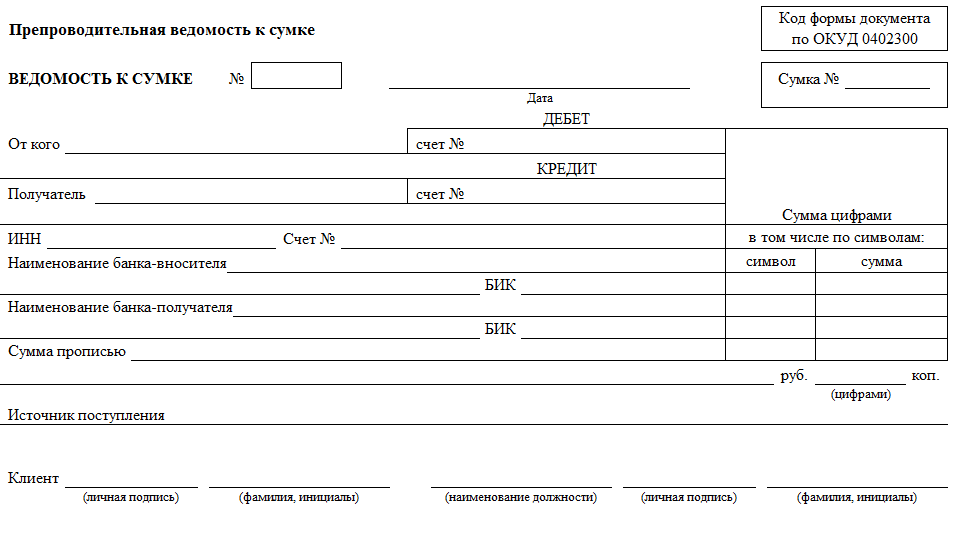 Препроводительная ведомость к сумке
Код формы документа
по ОКУД 0402300
ВЕДОМОСТЬ К СУМКЕ №
Сумка №
Дата
ДЕБЕТ
От кого счет №
КРЕДИТ
Получатель счет №
Сумма цифрами
ИНН Счет № в том числе по символам:
Наименование банка-вносителя символ сумма
БИК
Наименование банка-получателя
БИК
Сумма прописью
руб. коп.
(цифрами)
Источник поступления
Клиент
(личная подпись) (фамилия, инициалы) (наименование должности) (личная подпись) (фамилия, инициалы)